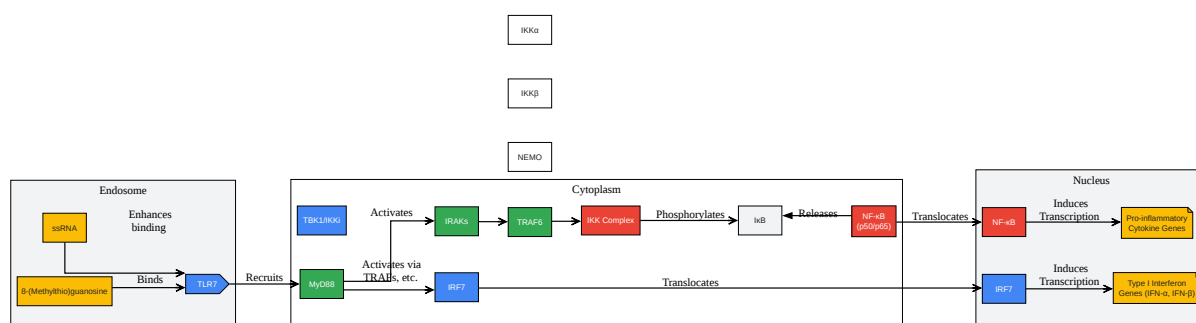 IKKα
IKKβ
NEMO
Endosome
Cytoplasm
Nucleus
ssRNA
Enhances
binding
8-(Methylthio)guanosine
Binds
TLR7
Recruits
TBK1/IKKi
MyD88
Activates
IRAKs
TRAF6
IKK Complex
Phosphorylates
IκB
Releases
NF-κB
(p50/p65)
Translocates
NF-κB
Induces
Transcription
Pro-inflammatory
Cytokine Genes
Activates via
TRAFs, etc.
IRF7
Translocates
IRF7
Induces
Transcription
Type I Interferon
Genes (IFN-α, IFN-β)